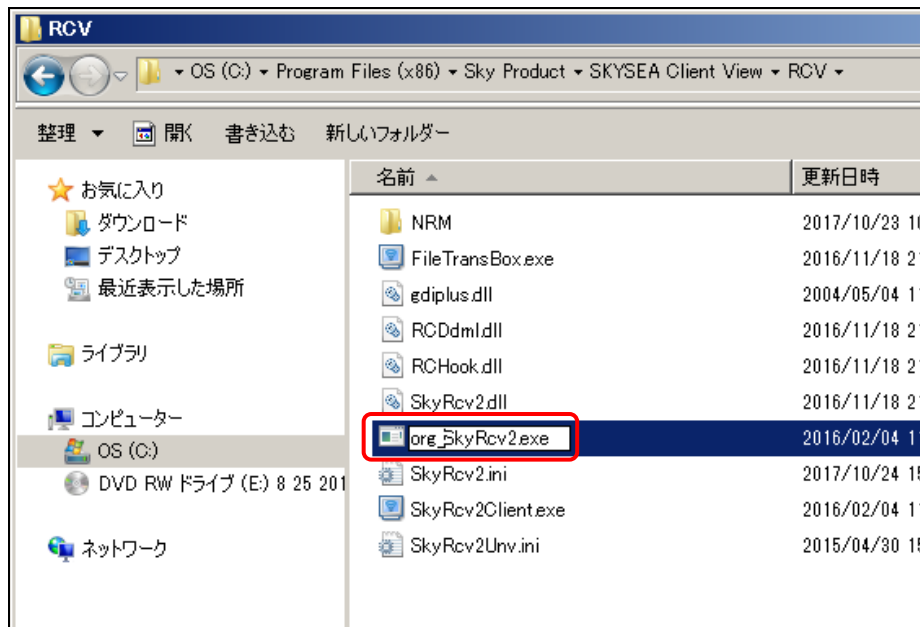 RCV
OS (C:) Program Files (x86) Sky Product SKYSEA Client View RCV
整理 開く 書き込む 新しいフォルダー
お気に入り
ダウンロード
デスクトップ
最近表示した場所
ライブラリ
コンピューター
OS (C:)
DVD RW ドライブ (E:) 8 25 201
ネットワーク
名前 更新日時
NRM 2017/10/23 1
FileTransBox.exe 2016/11/18 2
gdiplus.dll 2004/05/04 1
RCDdml.dll 2016/11/18 2
RCHook.dll 2016/11/18 2
SkyRcv2.dll 2016/11/18 2
org_SkyRcv2.exe 2016/02/04 1
SkyRcv2.ini 2017/10/24 1
SkyRcv2Client.exe 2016/02/04 1
SkyRcv2Unv.ini 2015/04/30 1